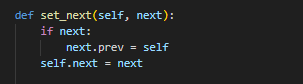 def set_next(self, next):
    if next:
        next.prev = self
    self.next = next